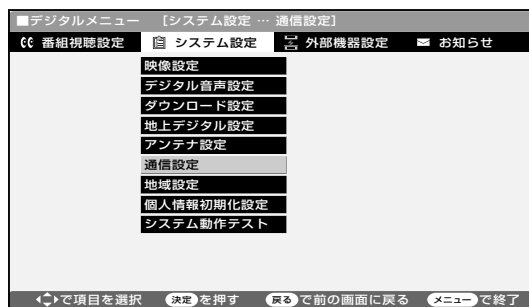 ■デジタルメニュー ［システム設定 … 通信設定］
番組視聴設定 システム設定 外部機器設定 お知らせ
映像設定
デジタル音声設定
ダウンロード設定
地上デジタル設定
アンテナ設定
通信設定
地域設定
個人情報初期化設定
システム動作テスト
で項目を選択 決定を押す 戻るで前の画面に戻る メニューで終了